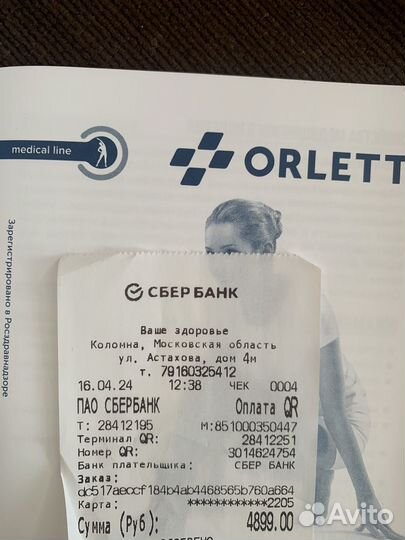 medical line
ORLETT
Зарегистрировано в Росздравнадзоре
СБЕР БАНК
Ваше здоровье
Коломна, Московская область
ул. Астахова, дом 4м
т. 79160325412
16.04.24 12:38 ЧЕК 0004
ПАО СБЕРБАНК Оплата QR
Т: 28412195 М:851000350447
Терминал QR: 28412251
Номер QR: 3014624754
Банк плательщика: СБЕР БАНК
Заказ:
dc517aeccf184b4ab4468565b760a664
Карта: ************2205
Сумма (Руб): 4899.00
Avito